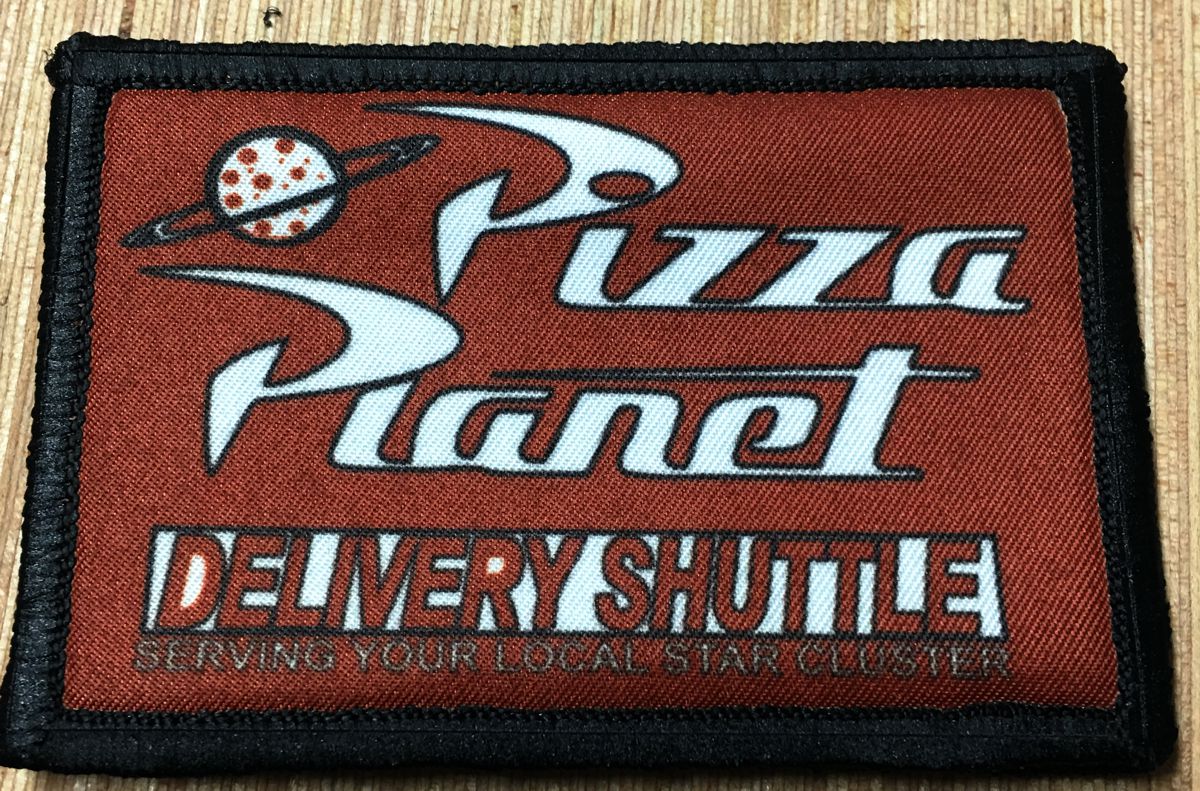 Pizza
Planet
DELIVERY SHUTTLE
SERVING YOUR LOCAL STAR CLUSTER